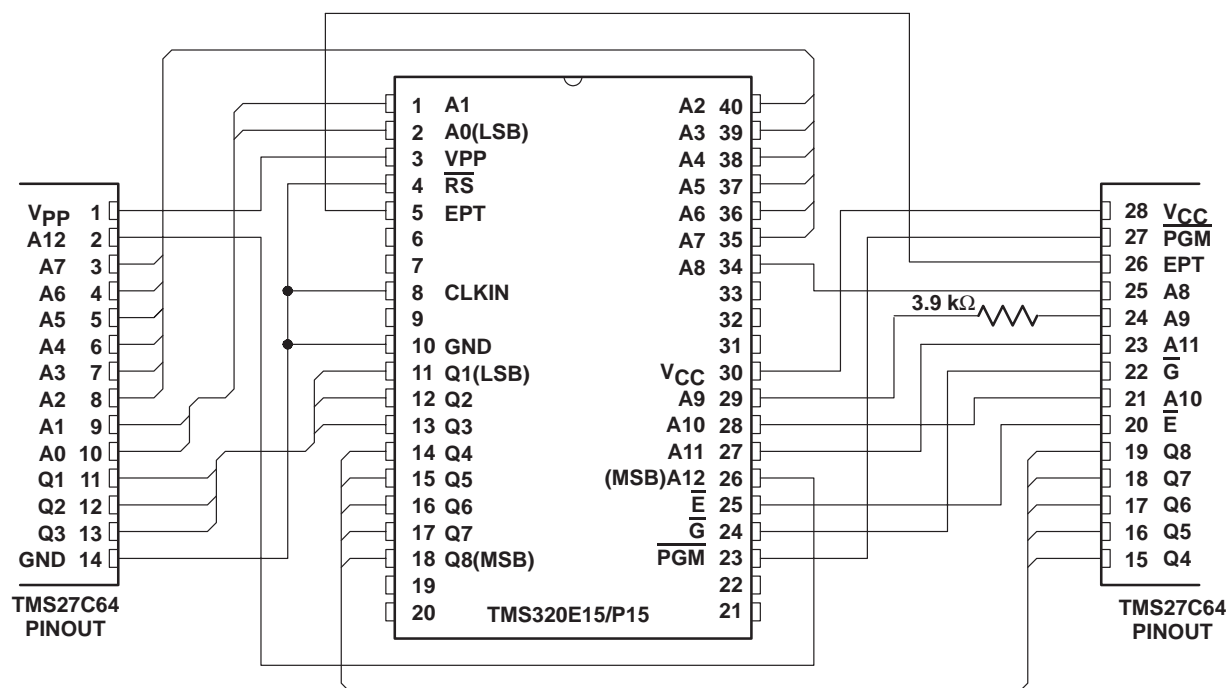 1 A1
2 A0(LSB)
3 VPP
4 RS
5 EPT
6
7
8 CLKIN
9
10 GND
11 Q1(LSB)
12 Q2
13 Q3
14 Q4
15 Q5
16 Q6
17 Q7
18 Q8(MSB)
19
20
A2 40
A3 39
A4 38
A5 37
A6 36
A7 35
A8 34
33
32
31
VCC 30
A9 29
A10 28
A11 27
(MSB)A12 26
E 25
G 24
PGM 23
22
21
TMS320E15/P15
VPP 1
A12 2
A7 3
A6 4
A5 5
A4 6
A3 7
A2 8
A1 9
A0 10
Q1 11
Q2 12
Q3 13
GND 14
TMS27C64
PINOUT
3.9 kΩ
28 VCC
27 PGM
26 EPT
25 A8
24 A9
23 A11
22 G
21 A10
20 E
19 Q8
18 Q7
17 Q6
16 Q5
15 Q4
TMS27C64
PINOUT